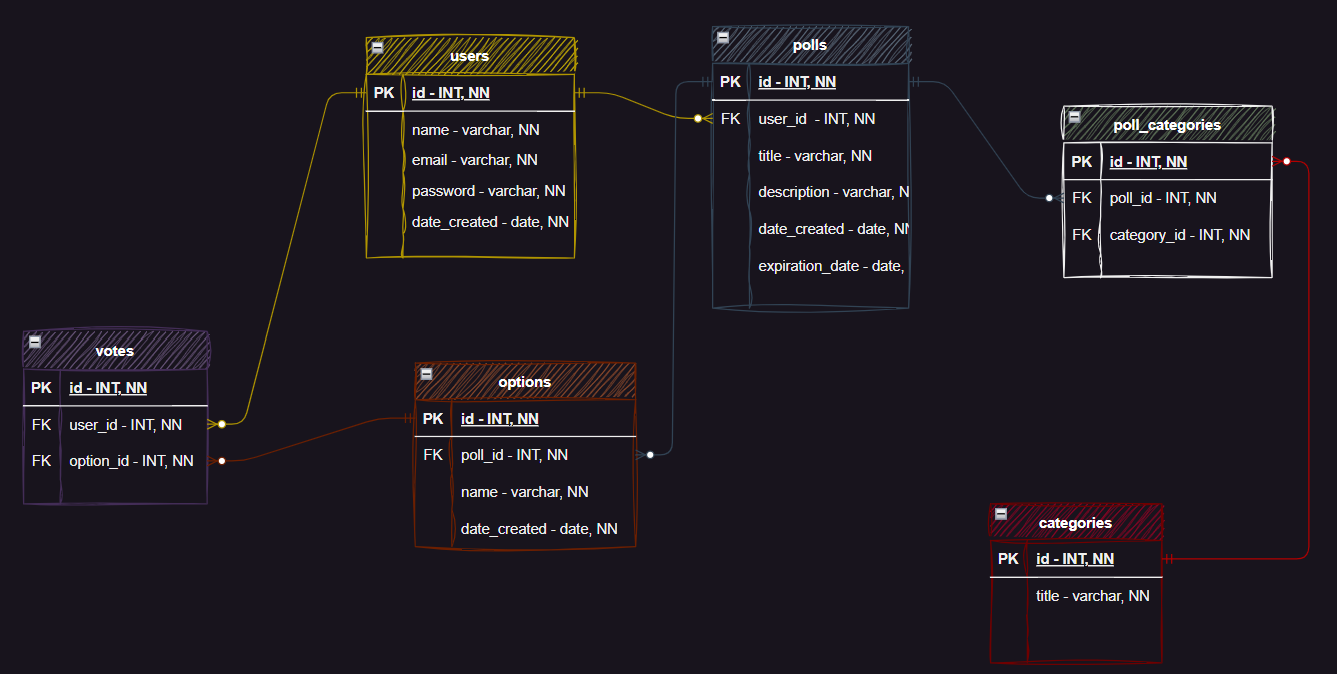 users
PK id - INT, NN
name - varchar, NN
email - varchar, NN
password - varchar, NN
date_created - date, NN
polls
PK id - INT, NN
FK user_id - INT, NN
title - varchar, NN
description - varchar, N
date_created - date, NN
expiration_date - date,
poll_categories
PK id - INT, NN
FK poll_id - INT, NN
FK category_id - INT, NN
votes
PK id - INT, NN
FK user_id - INT, NN
FK option_id - INT, NN
options
PK id - INT, NN
FK poll_id - INT, NN
name - varchar, NN
date_created - date, NN
categories
PK id - INT, NN
title - varchar, NN